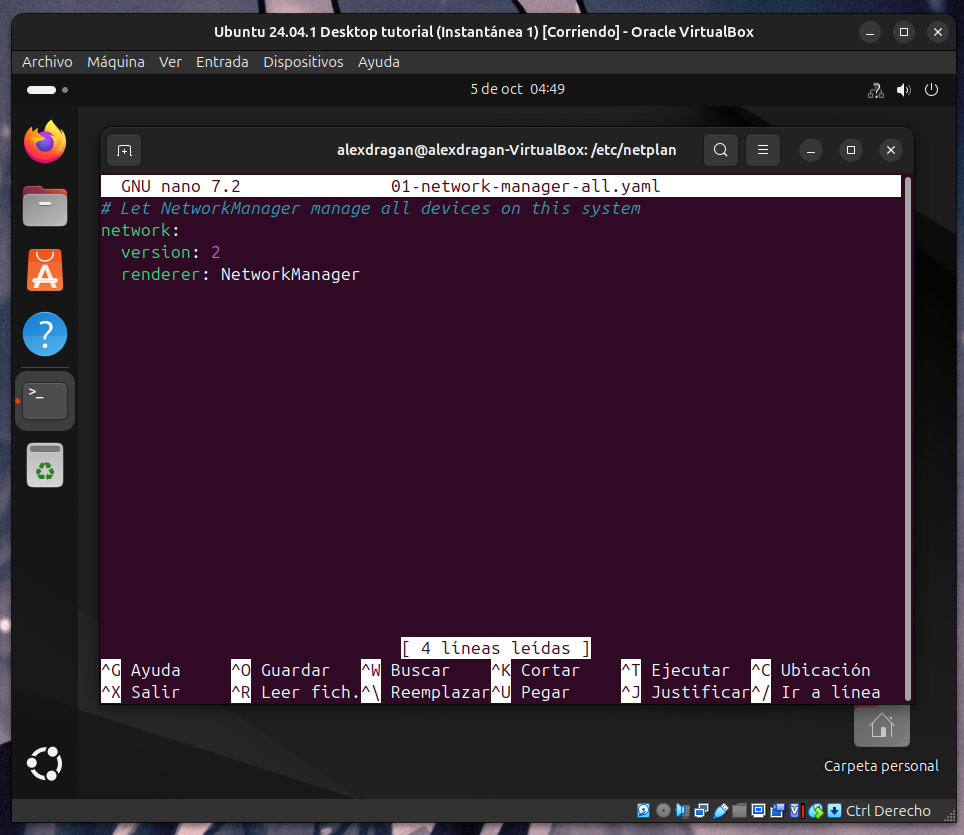 Ubuntu 24.04.1 Desktop tutorial (Instantánea 1) [Corriendo] - Oracle VirtualBox
Archivo Máquina Ver Entrada Dispositivos Ayuda
5 de oct 04:49
alexdragan@alexdragan-VirtualBox: /etc/netplan
GNU nano 7.2 01-network-manager-all.yaml
# Let NetworkManager manage all devices on this system
network:
  version: 2
  renderer: NetworkManager
[ 4 líneas leídas ]
^G Ayuda ^O Guardar ^W Buscar ^K Cortar ^T Ejecutar ^C Ubicación
^X Salir ^R Leer fich. ^\ Reemplazar ^U Pegar ^J Justificar ^/ Ir a línea
Carpeta personal
Ctrl Derecho